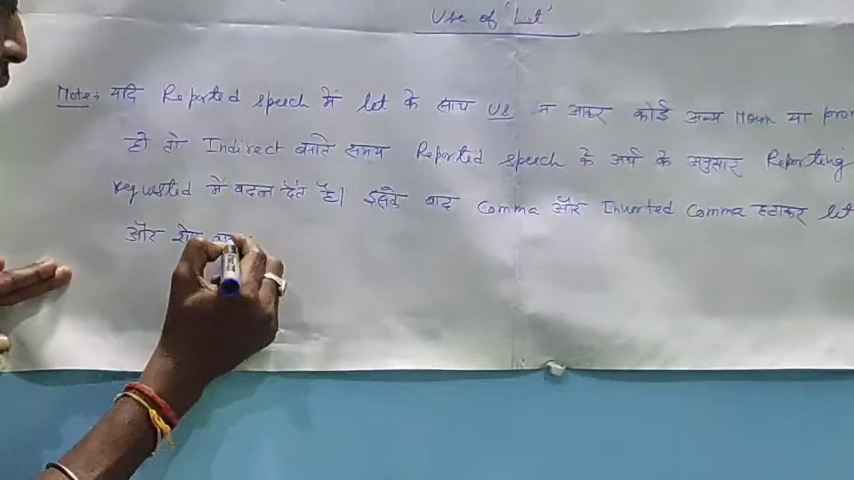 Use of 'Let'
Note:- यदि Reported speech में let के साथ us न आकर कोई अन्य Noun या pron
हो तो Indirect बनाते समय Reported speech के अर्थ के अनुसार Reporting
requested में बदल देते है। इसके बाद Comma और Inverted Comma हटाकर let
और शेष